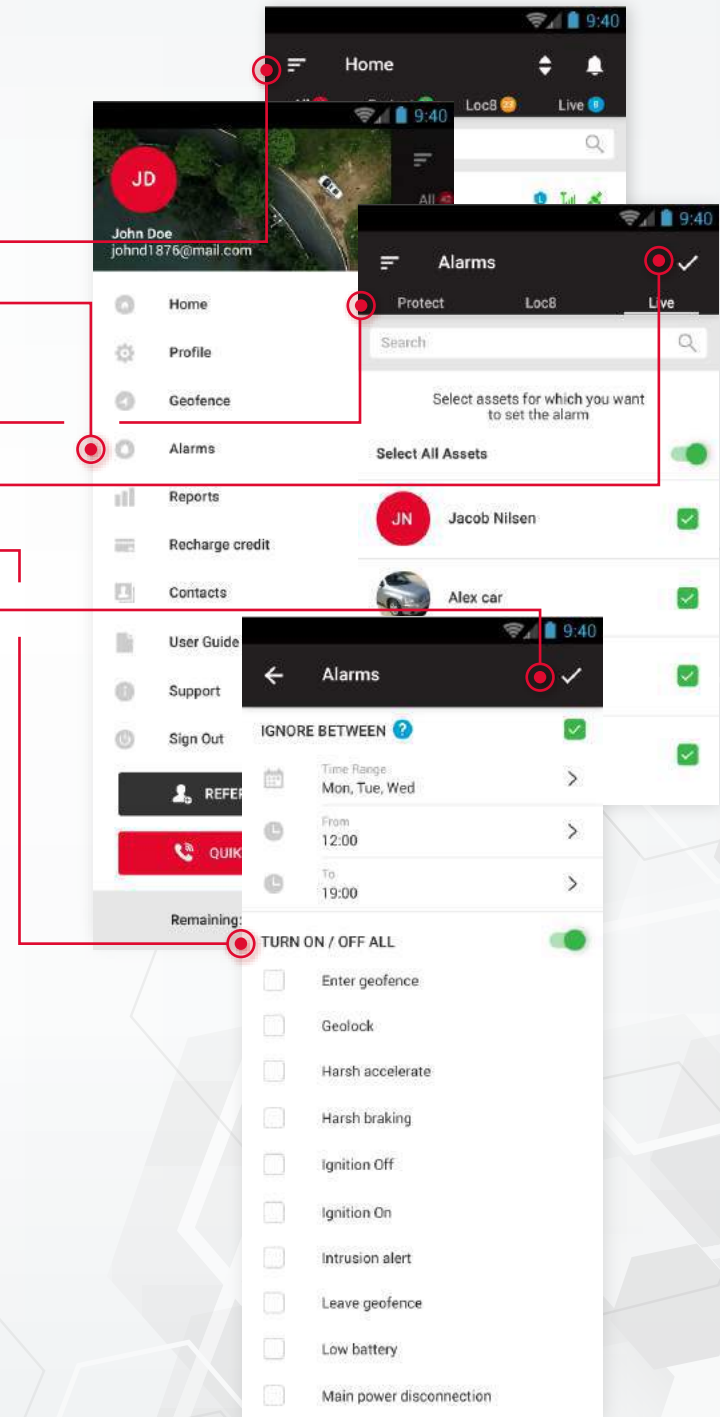 9:40
Home
Loc8
Live
9:40
JD
All
John Doe
johnd1876@mail.com
Home
Profile
Geofence
Alarms
Reports
Recharge credit
Contacts
User Guide
Support
Sign Out
REFER
QUIK
Remaining:
9:40
Alarms
Protect
Loc8
Live
Search
Select assets for which you want
to set the alarm
Select All Assets
JN
Jacob Nilsen
Alex car
9:40
Alarms
IGNORE BETWEEN ?
Time Range
Mon, Tue, Wed
From
12:00
To
19:00
TURN ON / OFF ALL
Enter geofence
Geolock
Harsh accelerate
Harsh braking
Ignition Off
Ignition On
Intrusion alert
Leave geofence
Low battery
Main power disconnection